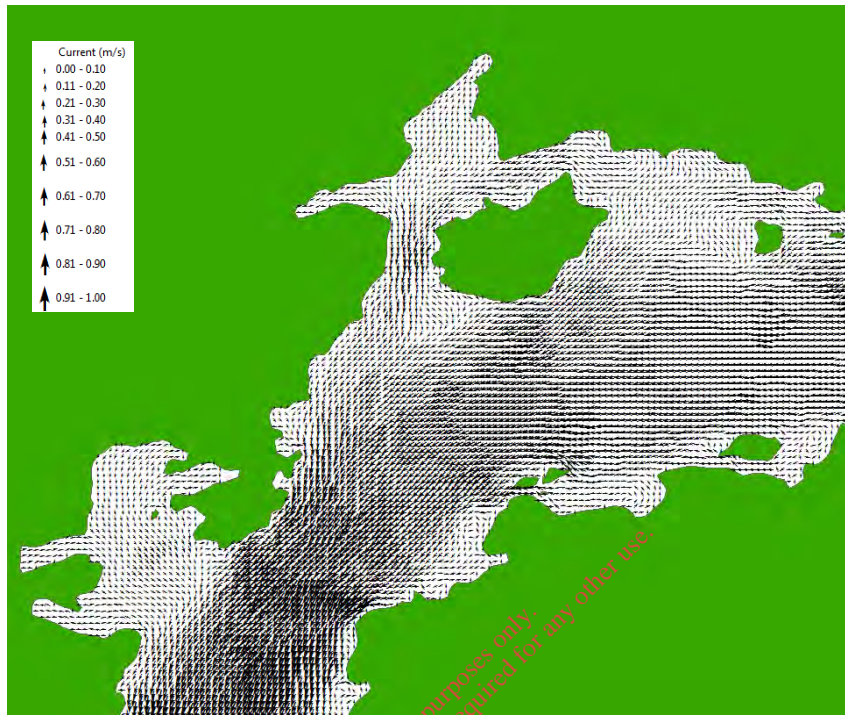 Current (m/s)
0.00 - 0.10
0.11 - 0.20
0.21 - 0.30
0.31 - 0.40
0.41 - 0.50
0.51 - 0.60
0.61 - 0.70
0.71 - 0.80
0.81 - 0.90
0.91 - 1.00
purposes only.
required for any other use.